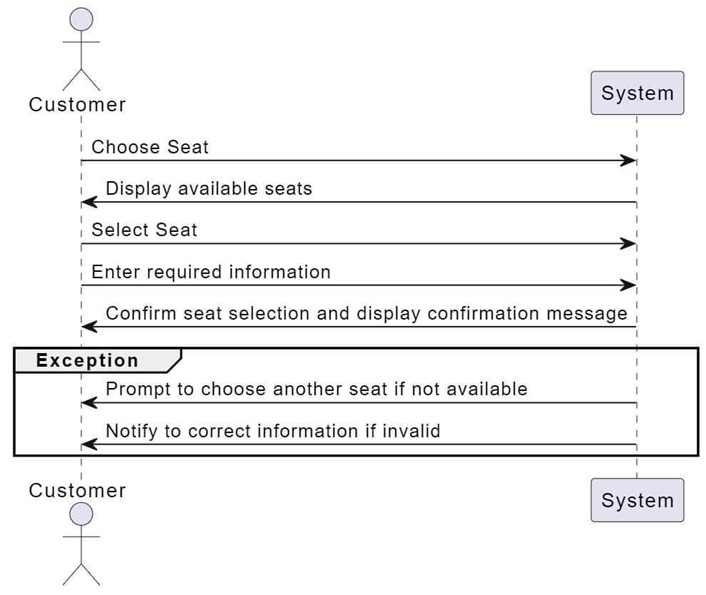 Customer
System
Choose Seat
Display available seats
Select Seat
Enter required information
Confirm seat selection and display confirmation message
Exception
Prompt to choose another seat if not available
Notify to correct information if invalid
Customer
System